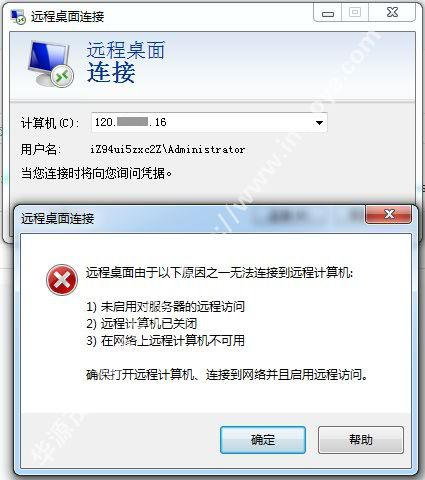 远程桌面连接
远程桌面
连接
计算机(C):
120. .16
用户名:
iZ94ui5zxc2Z\Administrator
当您连接时将向您询问凭据。
远程桌面连接
远程桌面由于以下原因之一无法连接到远程计算机:
1) 未启用对服务器的远程访问
2) 远程计算机已关闭
3) 在网络上远程计算机不可用
确保打开远程计算机、连接到网络并且启用远程访问。
确定
帮助